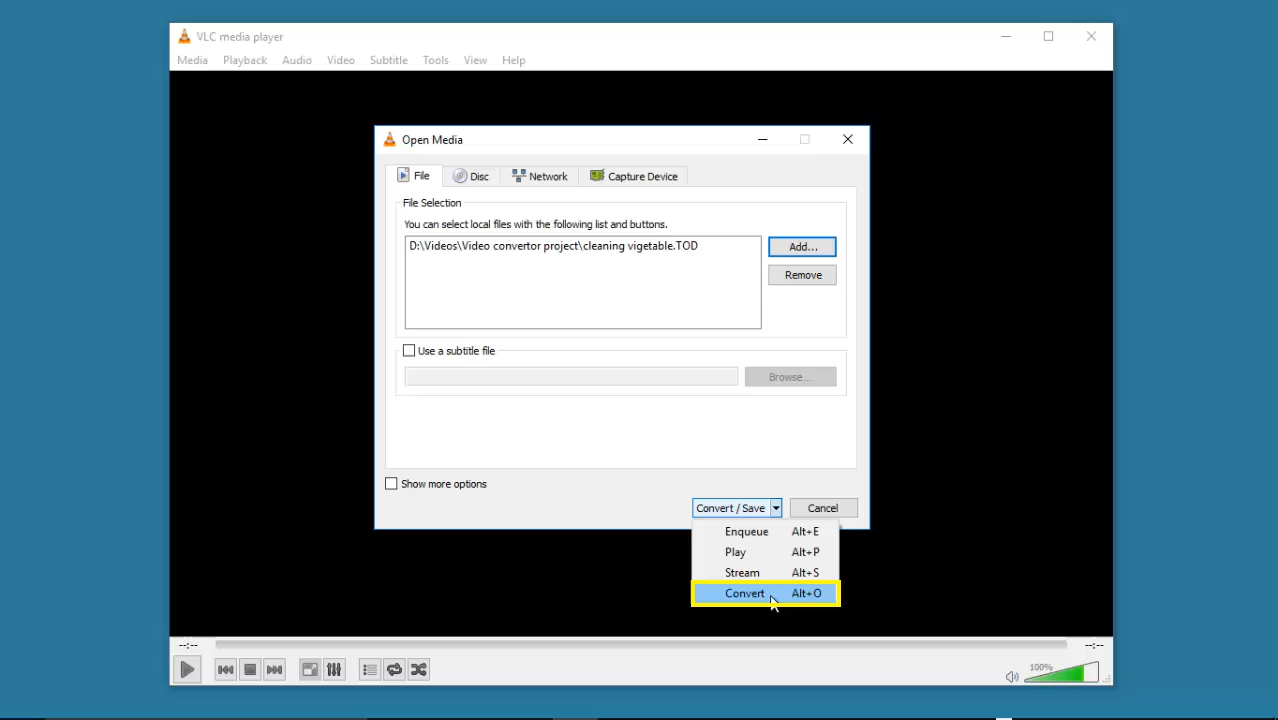 VLC media player
Media Playback Audio Video Subtitle Tools View Help
Open Media
File Disc Network Capture Device
File Selection
You can select local files with the following list and buttons.
D:\Videos\Video convertor project\cleaning vigetable.TOD
Add...
Remove
Use a subtitle file
Browse...
Show more options
Convert / Save Cancel
Enqueue Alt+E
Play Alt+P
Stream Alt+S
Convert Alt+O
--:-- --:--
100%